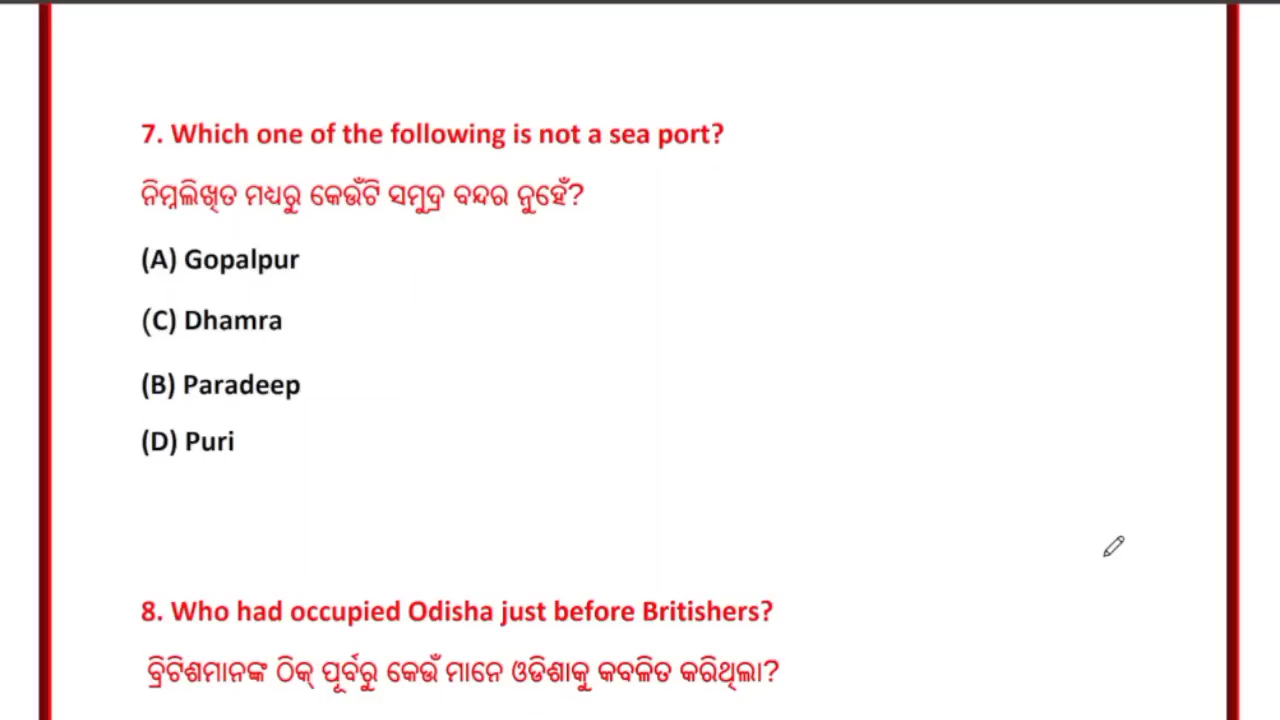 7. Which one of the following is not a sea port?
ନିମ୍ନଲିଖିତ ମଧ୍ୟରୁ କେଉଁଟି ସମୁଦ୍ର ବନ୍ଦର ନୁହେଁ?
(A) Gopalpur
(C) Dhamra
(B) Paradeep
(D) Puri
8. Who had occupied Odisha just before Britishers?
ବ୍ରିଟିଶମାନଙ୍କ ଠିକ୍ ପୂର୍ବରୁ କେଉଁ ମାନେ ଓଡିଶାକୁ କବଳିତ କରିଥିଲା?